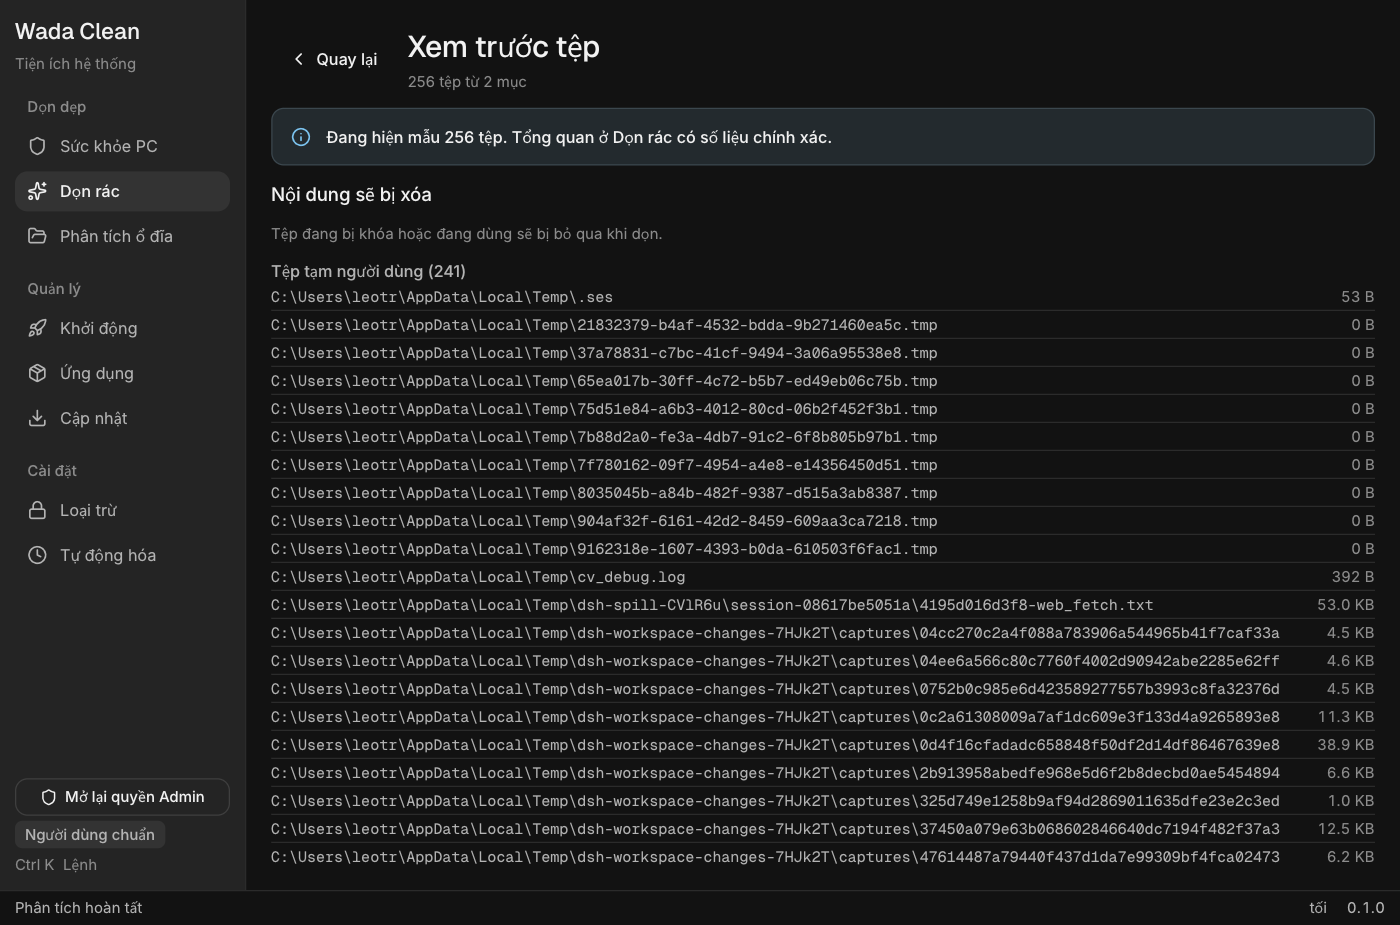 Wada Clean
Tiện ích hệ thống
Dọn dẹp
Sức khỏe PC
Dọn rác
Phân tích ổ đĩa
Quản lý
Khởi động
Ứng dụng
Cập nhật
Cài đặt
Loại trừ
Tự động hóa
Mở lại quyền Admin
Người dùng chuẩn
Ctrl K Lệnh
Quay lại
Xem trước tệp
256 tệp từ 2 mục
Đang hiện mẫu 256 tệp. Tổng quan ở Dọn rác có số liệu chính xác.
Nội dung sẽ bị xóa
Tệp đang bị khóa hoặc đang dùng sẽ bị bỏ qua khi dọn.
Tệp tạm người dùng (241)
C:\Users\leotr\AppData\Local\Temp\.ses 53 B
C:\Users\leotr\AppData\Local\Temp\21832379-b4af-4532-bdda-9b271460ea5c.tmp 0 B
C:\Users\leotr\AppData\Local\Temp\37a78831-c7bc-41cf-9494-3a06a95538e8.tmp 0 B
C:\Users\leotr\AppData\Local\Temp\65ea017b-30ff-4c72-b5b7-ed49eb06c75b.tmp 0 B
C:\Users\leotr\AppData\Local\Temp\75d51e84-a6b3-4012-80cd-06b2f452f3b1.tmp 0 B
C:\Users\leotr\AppData\Local\Temp\7b88d2a0-fe3a-4db7-91c2-6f8b805b97b1.tmp 0 B
C:\Users\leotr\AppData\Local\Temp\7f780162-09f7-4954-a4e8-e14356450d51.tmp 0 B
C:\Users\leotr\AppData\Local\Temp\8035045b-a84b-482f-9387-d515a3ab8387.tmp 0 B
C:\Users\leotr\AppData\Local\Temp\904af32f-6161-42d2-8459-609aa3ca7218.tmp 0 B
C:\Users\leotr\AppData\Local\Temp\9162318e-1607-4393-b0da-610503f6fac1.tmp 0 B
C:\Users\leotr\AppData\Local\Temp\cv_debug.log 392 B
C:\Users\leotr\AppData\Local\Temp\dsh-spill-CVlR6u\session-08617be5051a\4195d016d3f8-web_fetch.txt 53.0 KB
C:\Users\leotr\AppData\Local\Temp\dsh-workspace-changes-7HJk2T\captures\04cc270c2a4f088a783906a544965b41f7caf33a 4.5 KB
C:\Users\leotr\AppData\Local\Temp\dsh-workspace-changes-7HJk2T\captures\04ee6a566c80c7760f4002d90942abe2285e62ff 4.6 KB
C:\Users\leotr\AppData\Local\Temp\dsh-workspace-changes-7HJk2T\captures\0752b0c985e6d423589277557b3993c8fa32376d 4.5 KB
C:\Users\leotr\AppData\Local\Temp\dsh-workspace-changes-7HJk2T\captures\0c2a61308009a7af1dc609e3f133d4a9265893e8 11.3 KB
C:\Users\leotr\AppData\Local\Temp\dsh-workspace-changes-7HJk2T\captures\0d4f16cfadadc658848f50df2d14df86467639e8 38.9 KB
C:\Users\leotr\AppData\Local\Temp\dsh-workspace-changes-7HJk2T\captures\2b913958abedfe968e5d6f2b8decbd0ae5454894 6.6 KB
C:\Users\leotr\AppData\Local\Temp\dsh-workspace-changes-7HJk2T\captures\325d749e1258b9af94d2869011635dfe23e2c3ed 1.0 KB
C:\Users\leotr\AppData\Local\Temp\dsh-workspace-changes-7HJk2T\captures\37450a079e63b068602846640dc7194f482f37a3 12.5 KB
C:\Users\leotr\AppData\Local\Temp\dsh-workspace-changes-7HJk2T\captures\47614487a79440f437d1da7e99309bf4fca02473 6.2 KB
Phân tích hoàn tất
tối 0.1.0